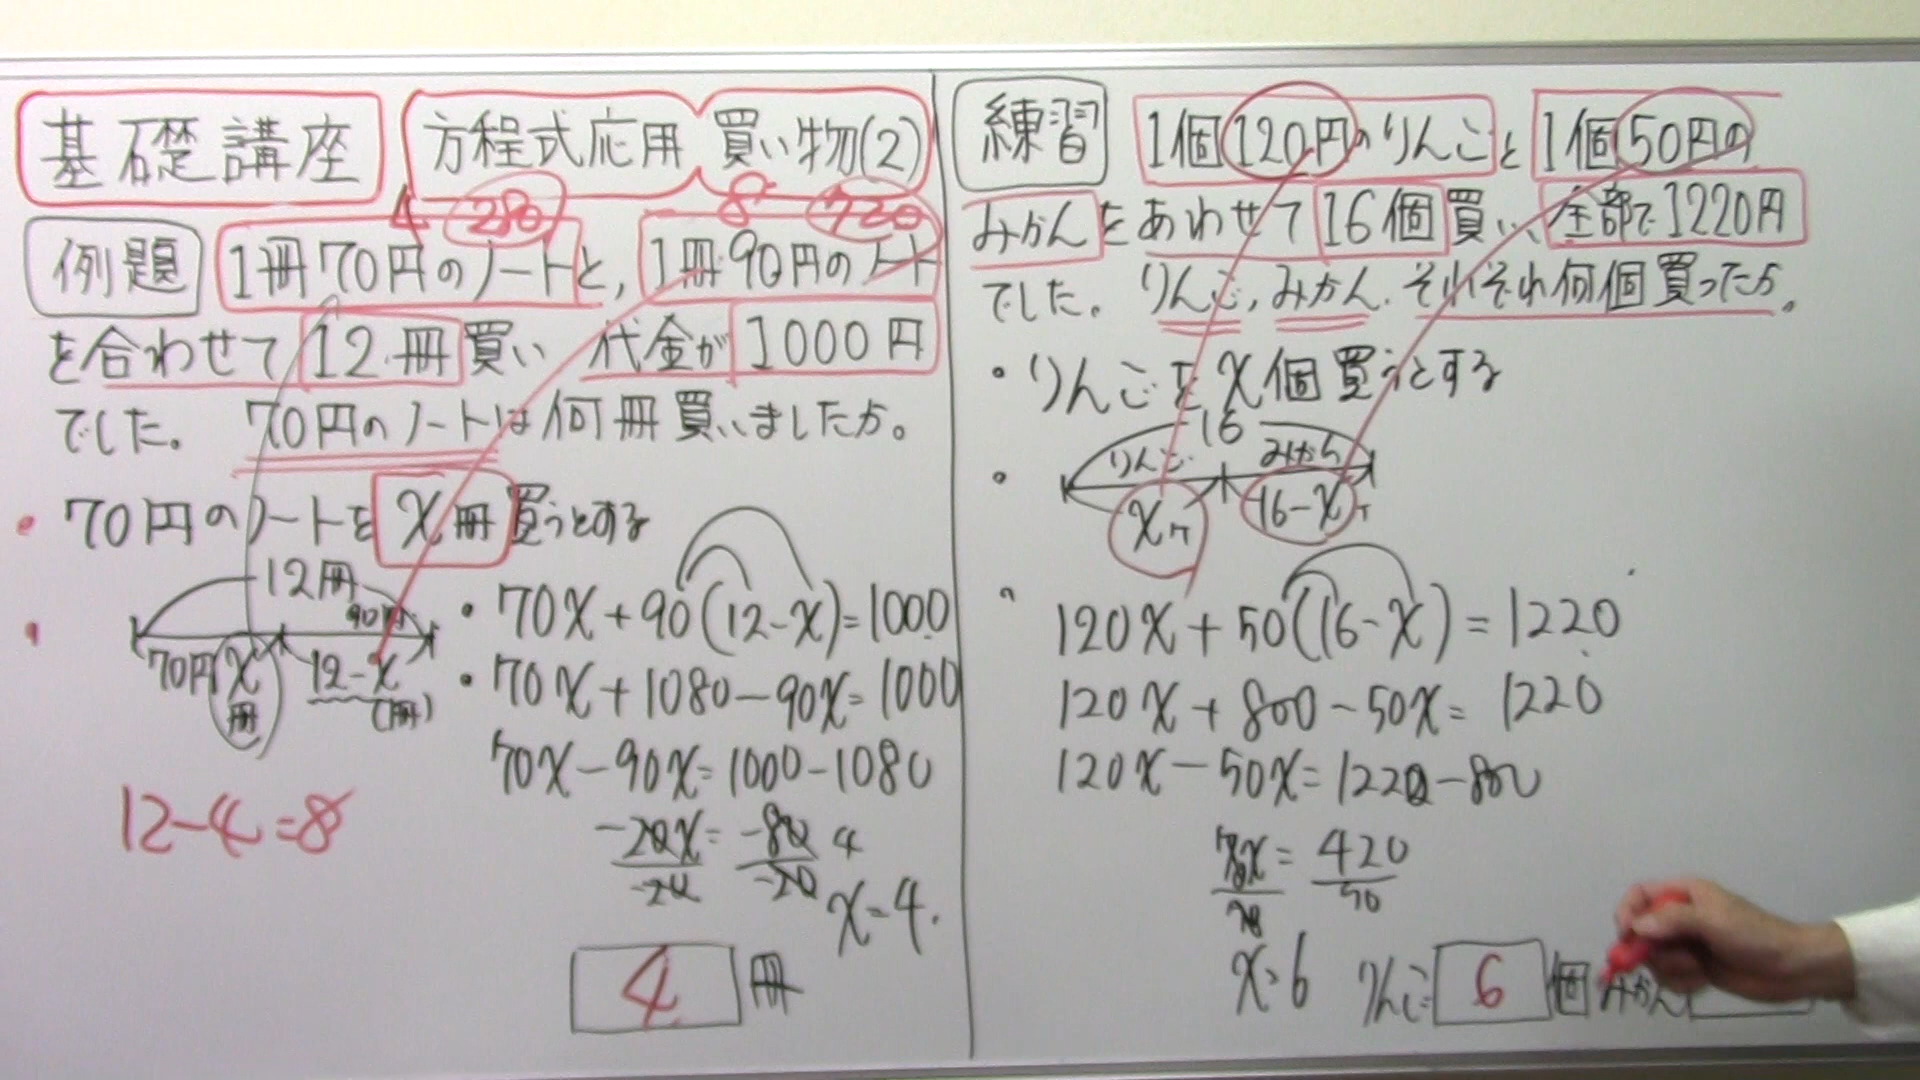 基礎講座
方程式応用 買い物(2)
4 280 8 720
例題 1冊70円のノートと,1冊90円のノート
を合わせて12冊買い 代金が1000円
でした。 70円のノートは何冊買いましたか。
・70円のノートをx冊買うとする
12冊
90円
70円 x冊 12-x(冊)
・70x+90(12-x)=1000
・70x+1080-90x=1000
70x-90x=1000-1080
-20x/-20=-80/-20 4
x=4.
12-4=8
4 冊
練習 1個120円のりんごと1個50円の
みかんをあわせて16個買い、全部で1220円
でした。りんご,みかん.それぞれ何個買ったか。
・りんごをx個買うとする
16
・りんご みかん
xケ 16-xケ
120x+50(16-x)=1220
120x+800-50x=1220
120x-50x=1220-800
70x/70=420/70
x=6 りんご 6 個 みかん